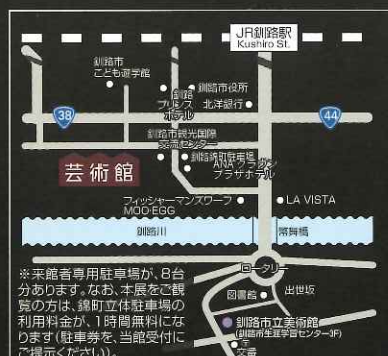 JR釧路駅
Kushiro St.
釧路市
こども遊学館
釧路
プリンス
ホテル
釧路市役所
北洋銀行
38
44
釧路市観光国際
交流センター
釧路錦町駐車場
ANAクラウン
プラザホテル
芸術館
フィッシャーマンズワーフ
MOO・EGG
LA VISTA
釧路川
幣舞橋
ロータリー
※来館者専用駐車場が、8台
分あります。なお、本展をご観
覧の方は、錦町立体駐車場の
利用料金が、1時間無料にな
ります(駐車券を、当館受付に
ご提示ください)。
図書館
出世坂
釧路市立美術館
(釧路市生涯学習センター3F)
〒
交番